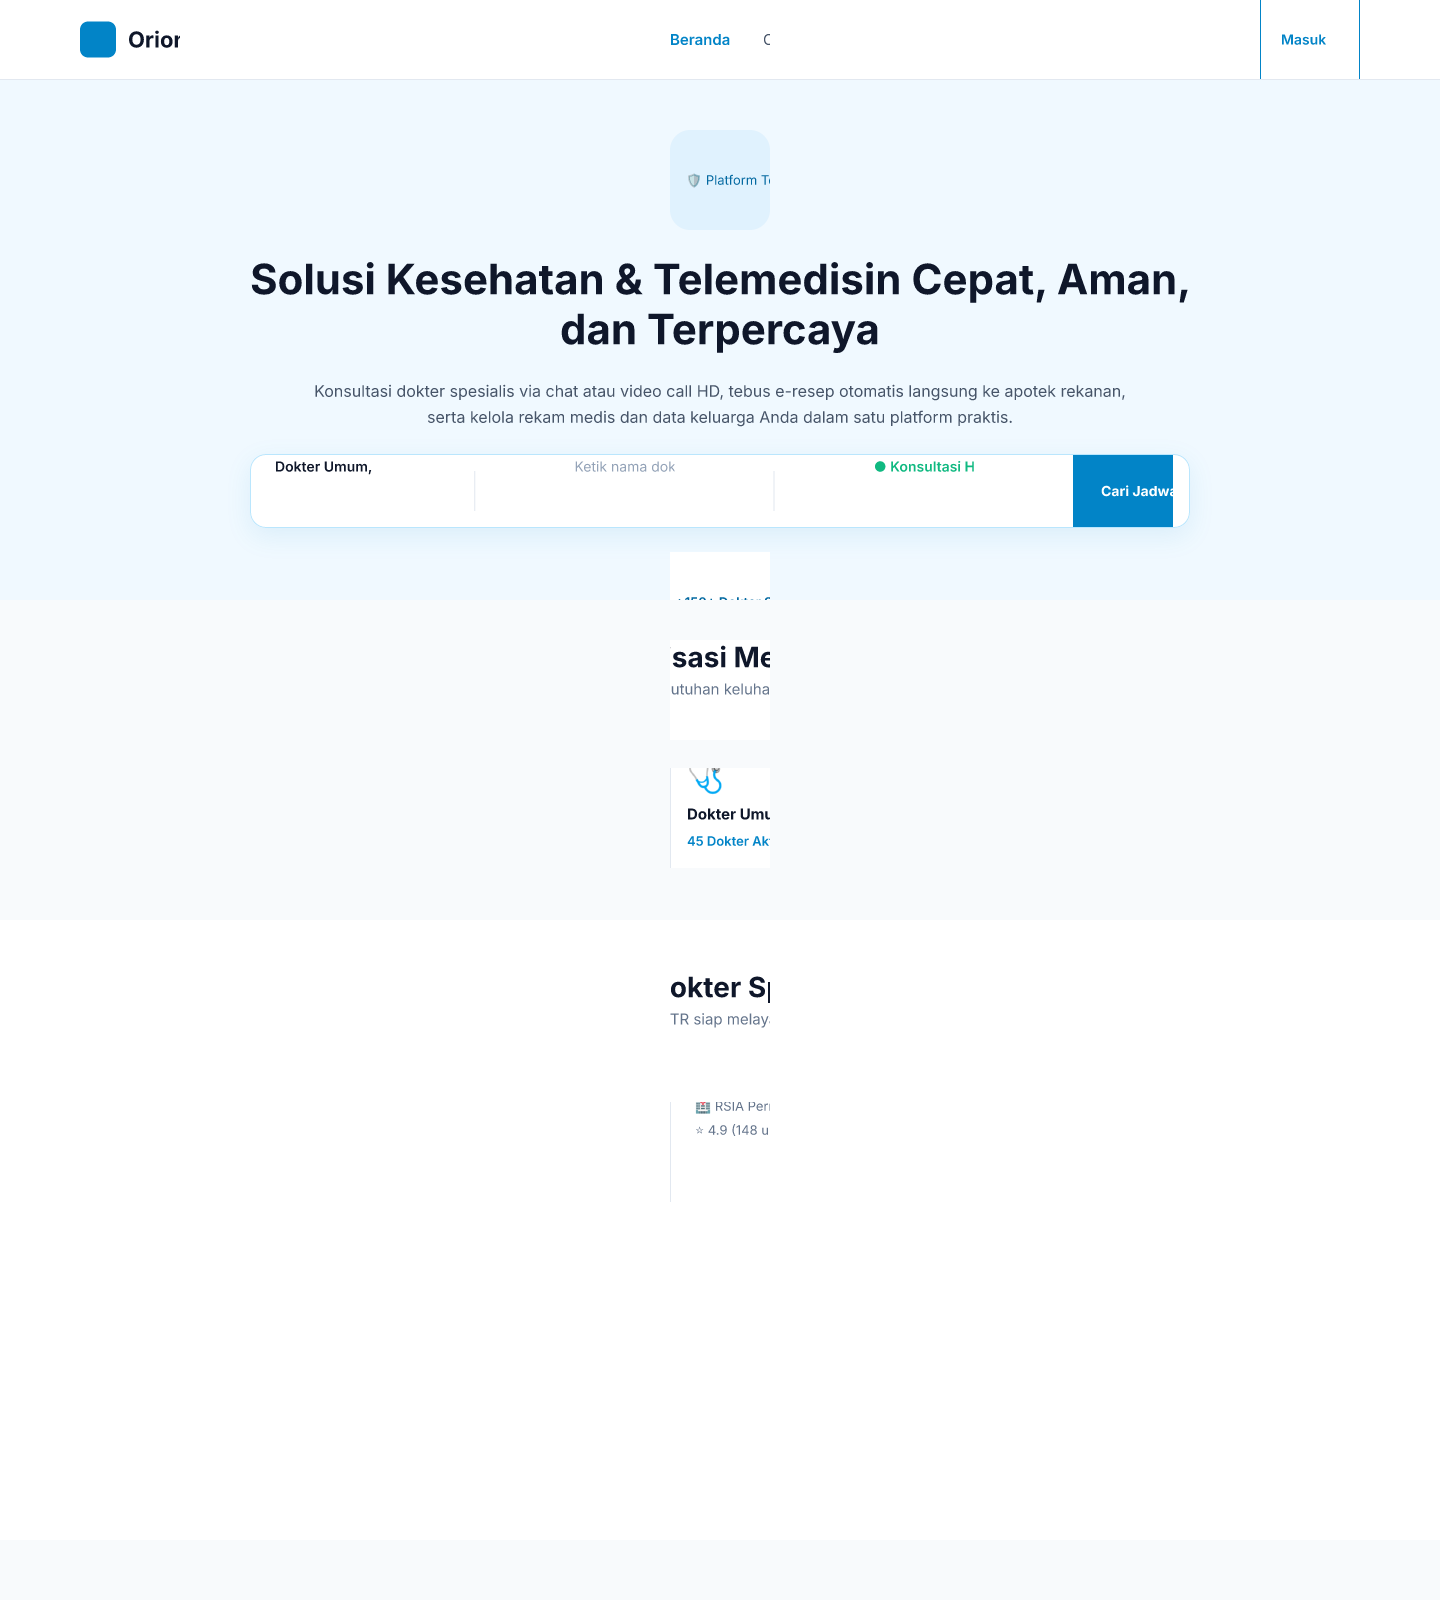 Orion
Beranda
Masuk
🛡️ Platform
Solusi Kesehatan & Telemedisin Cepat, Aman,
dan Terpercaya
Konsultasi dokter spesialis via chat atau video call HD, tebus e-resep otomatis langsung ke apotek rekanan,
serta kelola rekam medis dan data keluarga Anda dalam satu platform praktis.
Dokter Umum,
Ketik nama dok
● Konsultasi H
Cari Jadwa
sasi Me
utuhan keluha
Dokter Umu
45 Dokter Ak
okter Sp
TR siap melay
🏥 RSIA Per
⭐ 4.9 (148 u